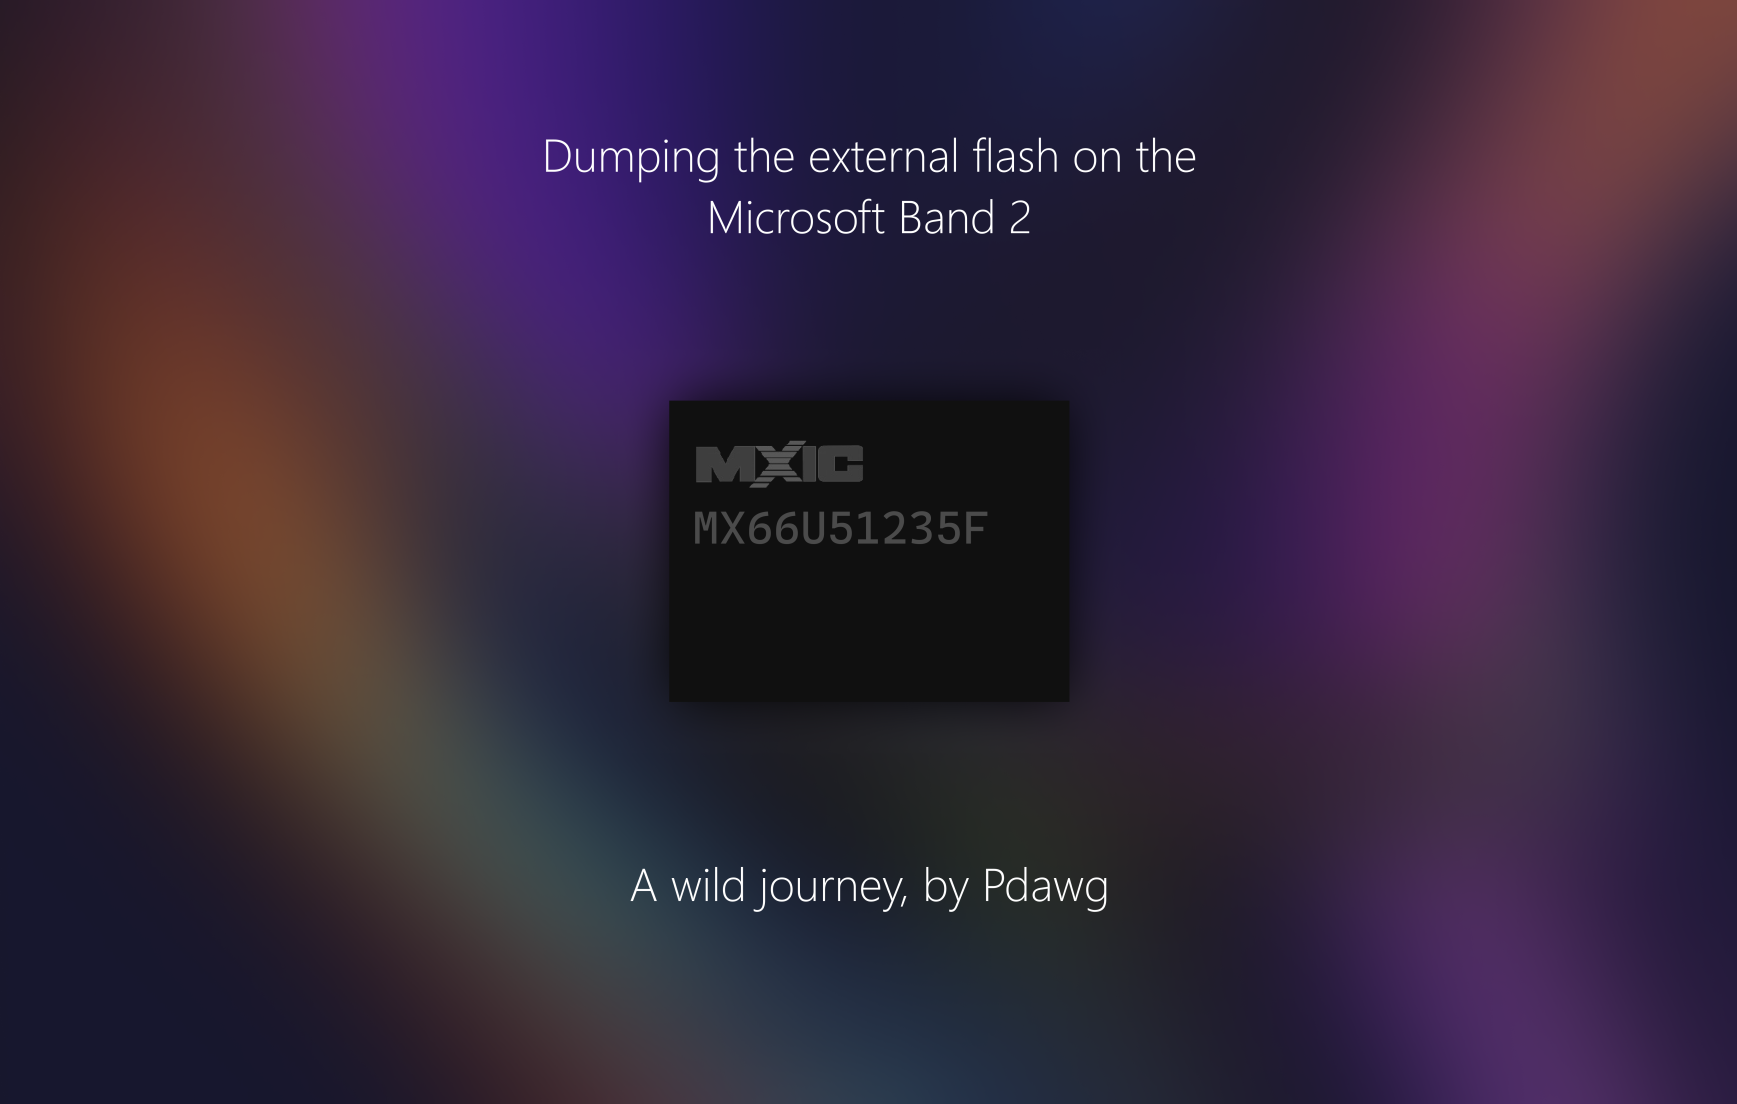 Dumping the external flash on the
Microsoft Band 2
MXIC
MX66U51235F
A wild journey, by Pdawg